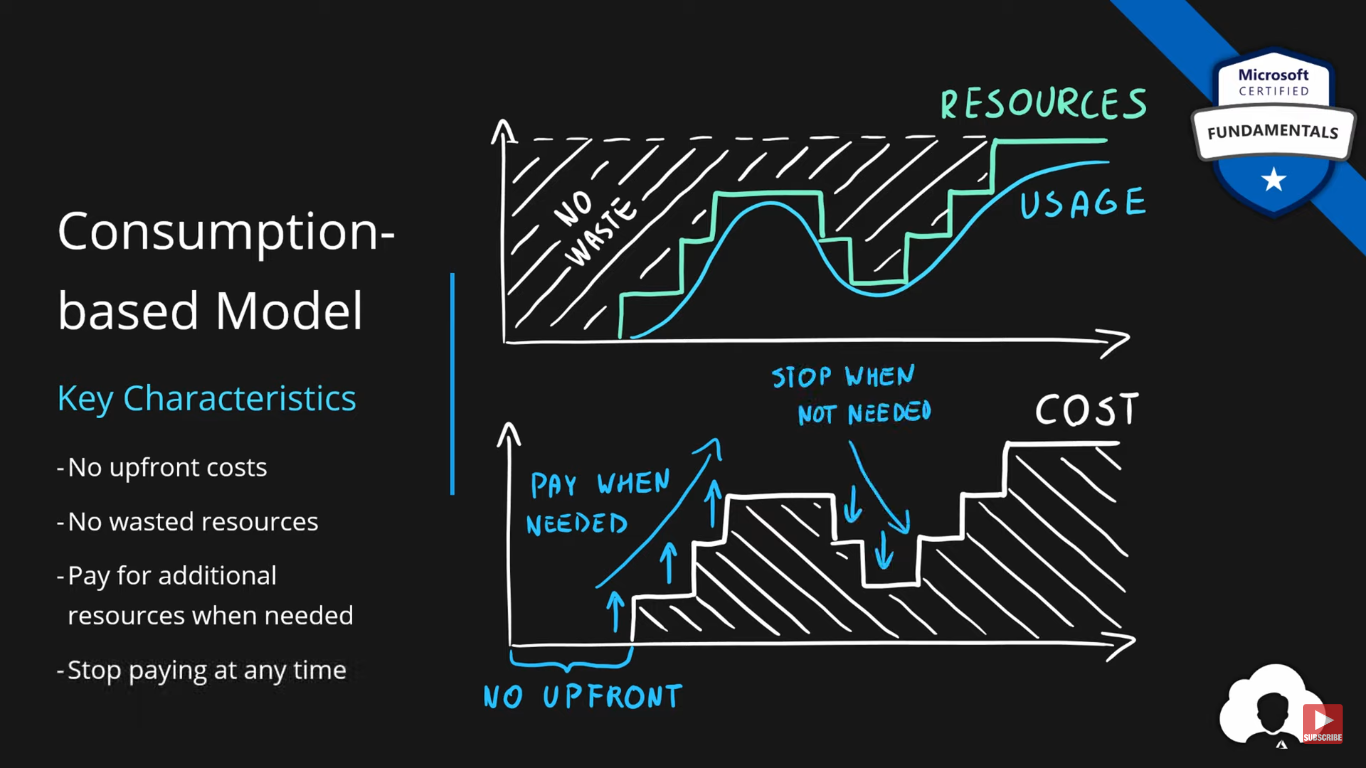 Consumption-
based Model
Key Characteristics
- No upfront costs
- No wasted resources
- Pay for additional
resources when needed
- Stop paying at any time
RESOURCES
NO
WASTE
USAGE
STOP WHEN
NOT NEEDED
COST
PAY WHEN
NEEDED
NO UPFRONT
Microsoft
CERTIFIED
FUNDAMENTALS
SUBSCRIBE